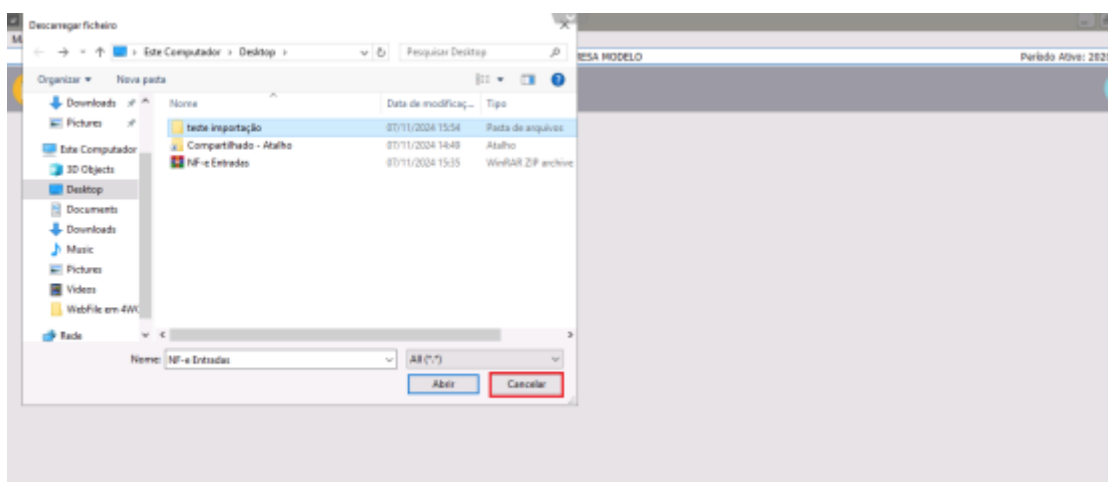 Descarregar ficheiro
Este Computador > Desktop >
Pesquisar Desktop
ESA MODELO
Período Ativo: 202
Organizar
Nova pasta
Downloads
Pictures
Este Computador
3D Objects
Desktop
Documents
Downloads
Music
Pictures
Videos
WebFile em 4W
Rede
Nome
Data de modificaç...
Tipo
teste importação
07/11/2024 15:54
Pasta de arquivos
Compartilhado - Atalho
07/11/2024 14:49
Atalho
NF-e Entradas
07/11/2024 15:35
WinRAR ZIP archive
Nome: NF-e Entradas
All (*.*)
Abrir
Cancelar